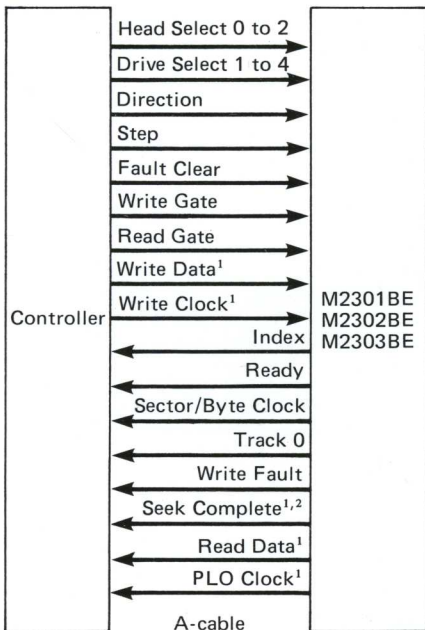 Head Select 0 to 2
Drive Select 1 to 4
Direction
Step
Fault Clear
Write Gate
Read Gate
Write Data¹
Write Clock¹
Controller
M2301BE
M2302BE
M2303BE
Index
Ready
Sector/Byte Clock
Track 0
Write Fault
Seek Complete¹,²
Read Data¹
PLO Clock¹
A-cable